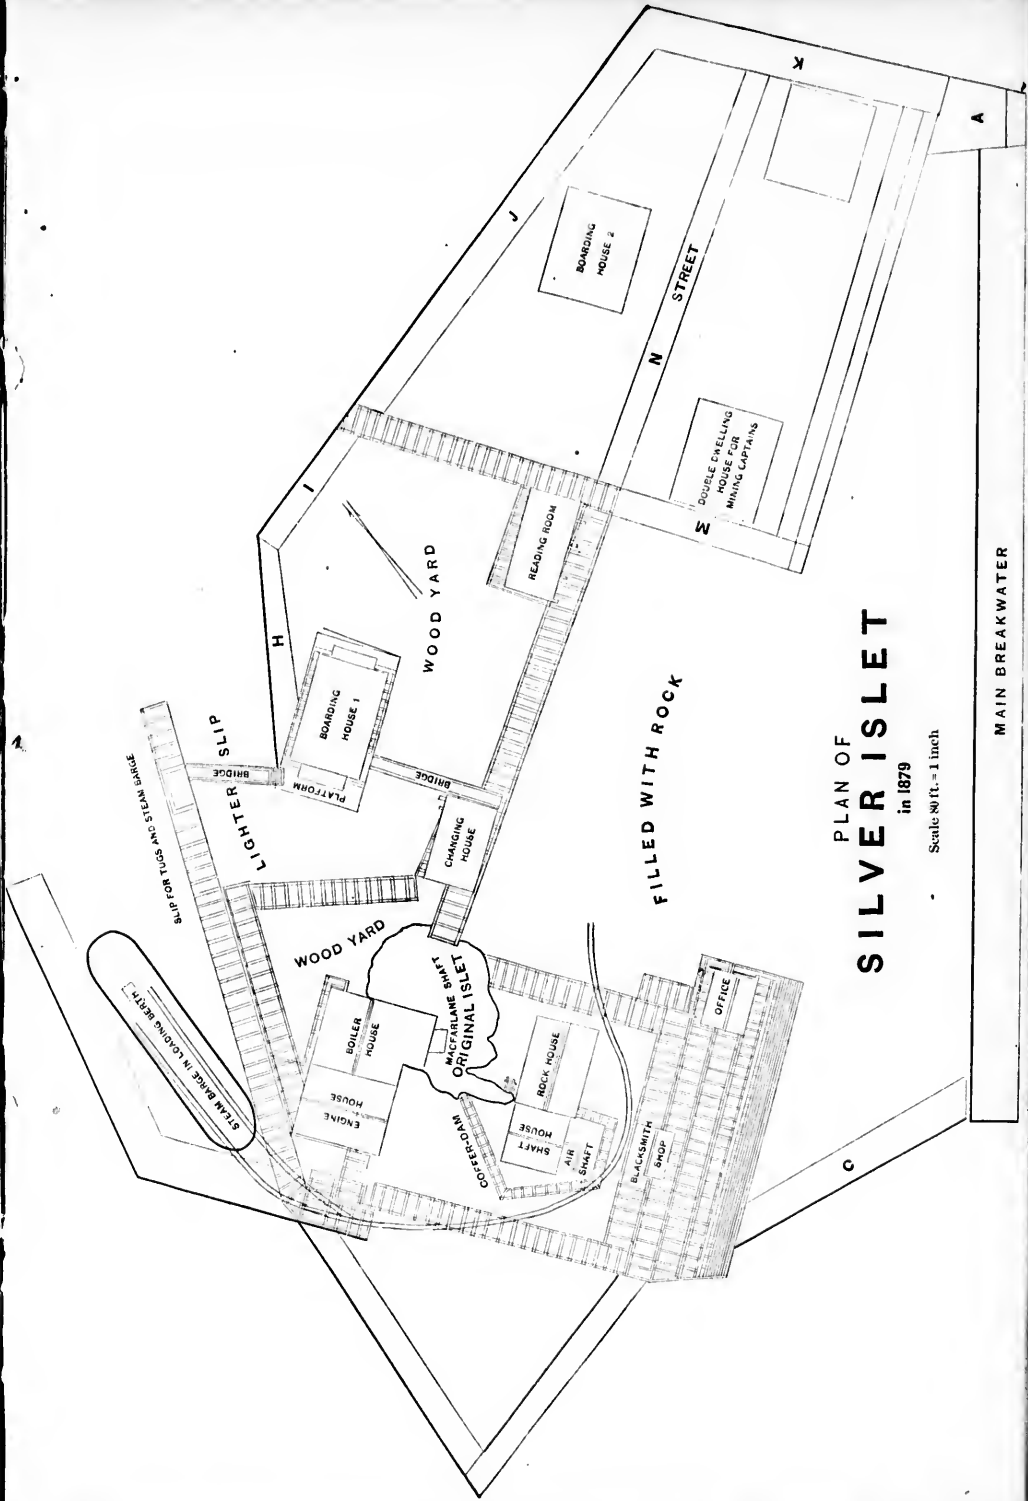 PLAN OF
SILVER ISLET
in 1879
Scale 80 ft. = 1 inch
MAIN BREAKWATER
FILLED WITH ROCK
SLIP FOR TUGS AND STEAM BARGE
LIGHTER SLIP
STEAM BARGE IN LOADING BERTH
BRIDGE
PLATFORM
BOARDING
HOUSE 1
BRIDGE
WOOD YARD
WOOD YARD
CHANGING
HOUSE
READING ROOM
BOARDING
HOUSE 2
STREET
DOUBLE DWELLING
HOUSE FOR
MINING CAPTAINS
MACFARLANE SHAFT
ORIGINAL ISLET
BOILER
HOUSE
ENGINE
HOUSE
COFFER-DAM
ROCK HOUSE
SHAFT
HOUSE
AIR
SHAFT
BLACKSMITH
SHOP
OFFICE
A
C
H
I
J
K
M
N